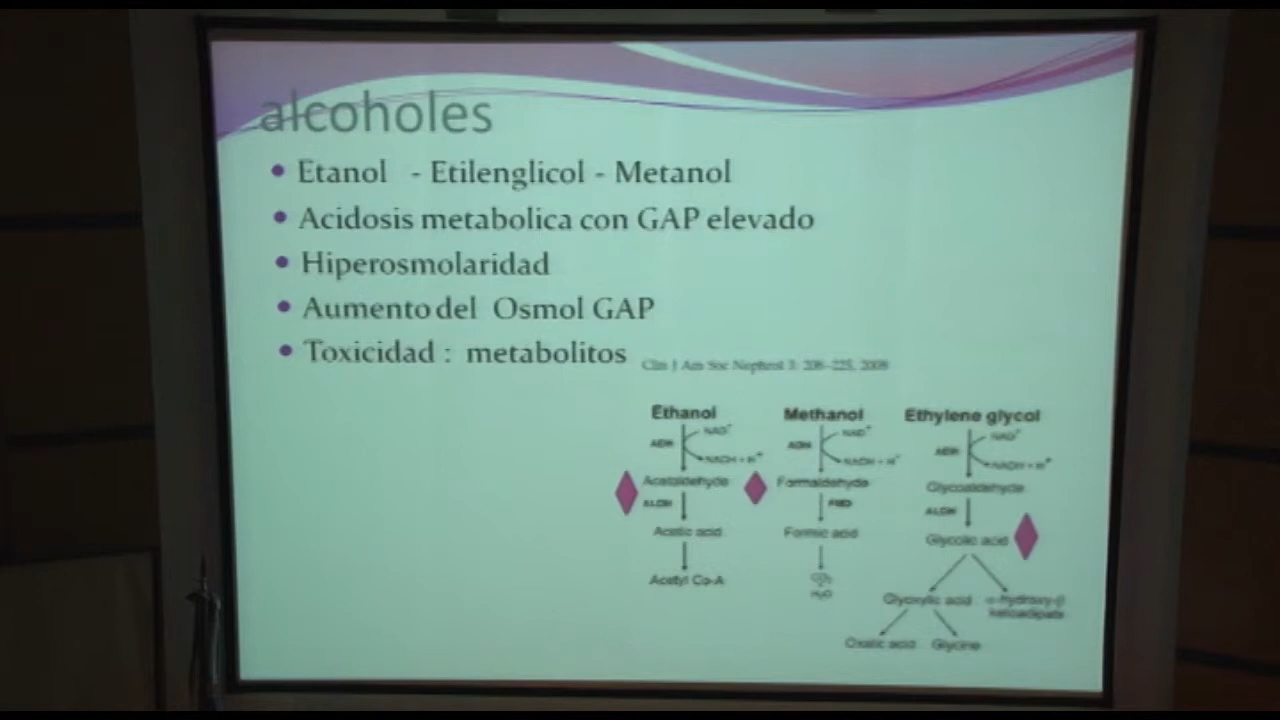 alcoholes
• Etanol - Etilenglicol - Metanol
• Acidosis metabolica con GAP elevado
• Hiperosmolaridad
• Aumento del Osmol GAP
• Toxicidad : metabolitos
Clin J Am Soc Nephrol 3: 208–225, 2008
Ethanol Methanol Ethylene glycol
ADH NAD+ ADH NAD+ ADH NAD+
NADH + H+ NADH + H+ NADH + H+
Acetaldehyde Formaldehyde Glycoaldehyde
ALDH ALDH
Acetic acid Formic acid Glycolic acid
Acetyl Co-A CO2
H2O
Glyoxylic acid α-hydroxy-β
ketoadipate
Oxalic acid Glycine